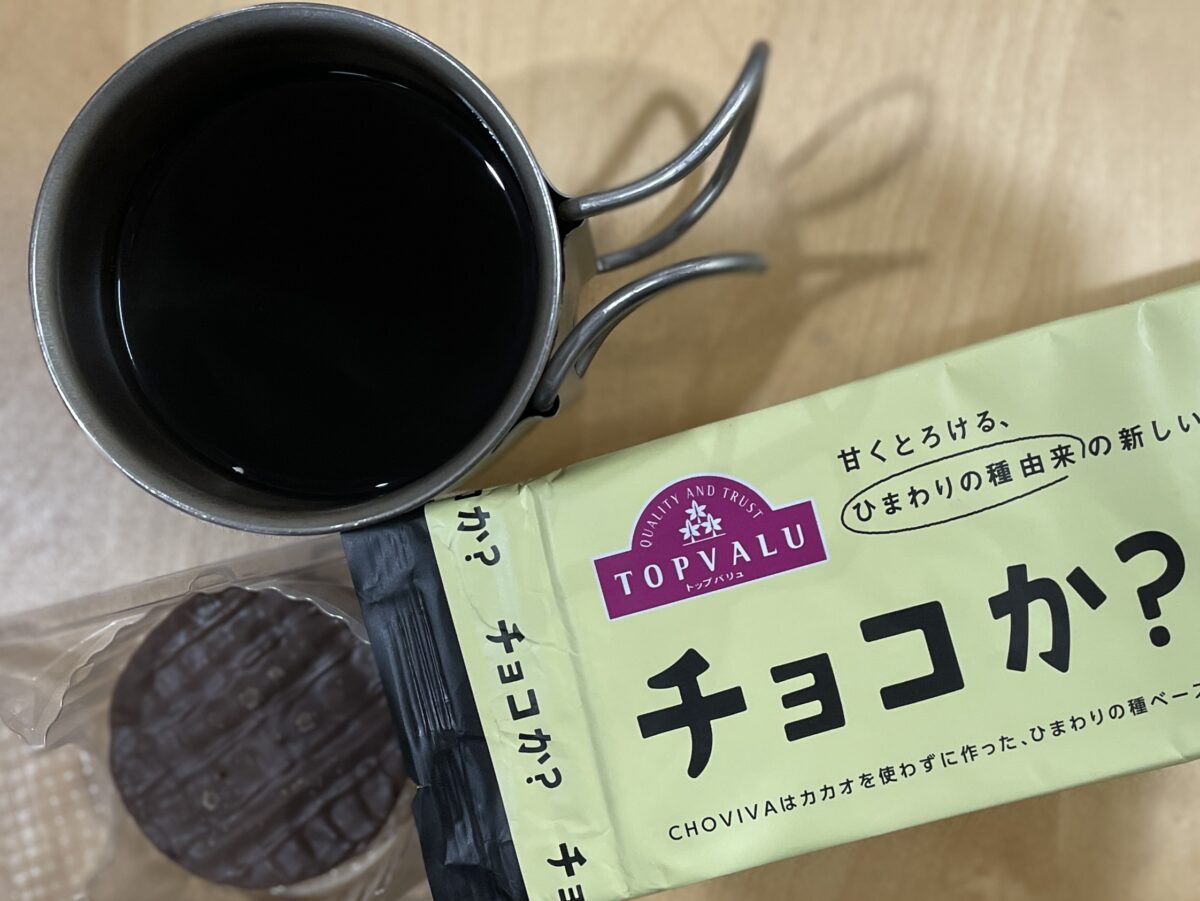 甘くとろける、
ひまわりの種由来の新しい
QUALITY AND TRUST
TOPVALU
トップバリュ
チョコか?
CHOVIVAはカカオを使わずに作った、ひまわりの種ベース
か?
チョコか?
チョ